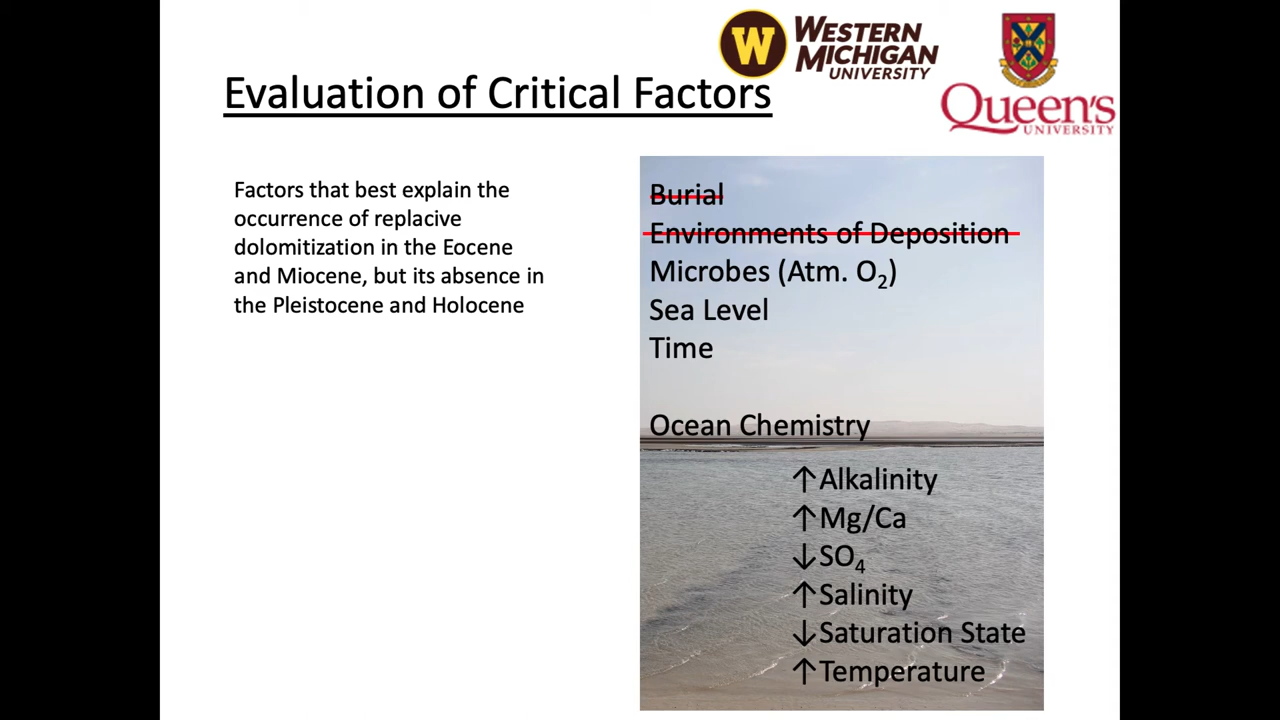 W
WESTERN
MICHIGAN
UNIVERSITY
Queen's
UNIVERSITY
Evaluation of Critical Factors
Factors that best explain the
occurrence of replacive
dolomitization in the Eocene
and Miocene, but its absence in
the Pleistocene and Holocene
Burial
Environments of Deposition
Microbes (Atm. O₂)
Sea Level
Time
Ocean Chemistry
↑Alkalinity
↑Mg/Ca
↓SO₄
↑Salinity
↓Saturation State
↑Temperature